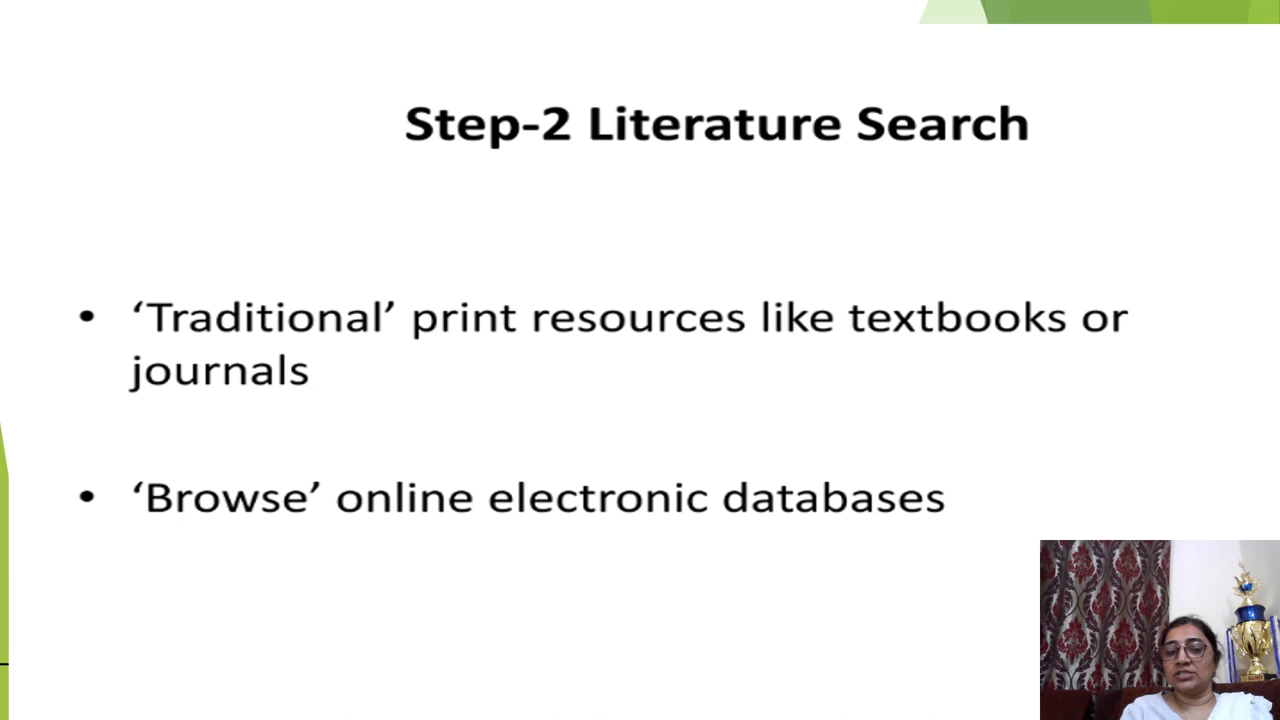 Step-2 Literature Search
• ‘Traditional’ print resources like textbooks or
journals
• ‘Browse’ online electronic databases